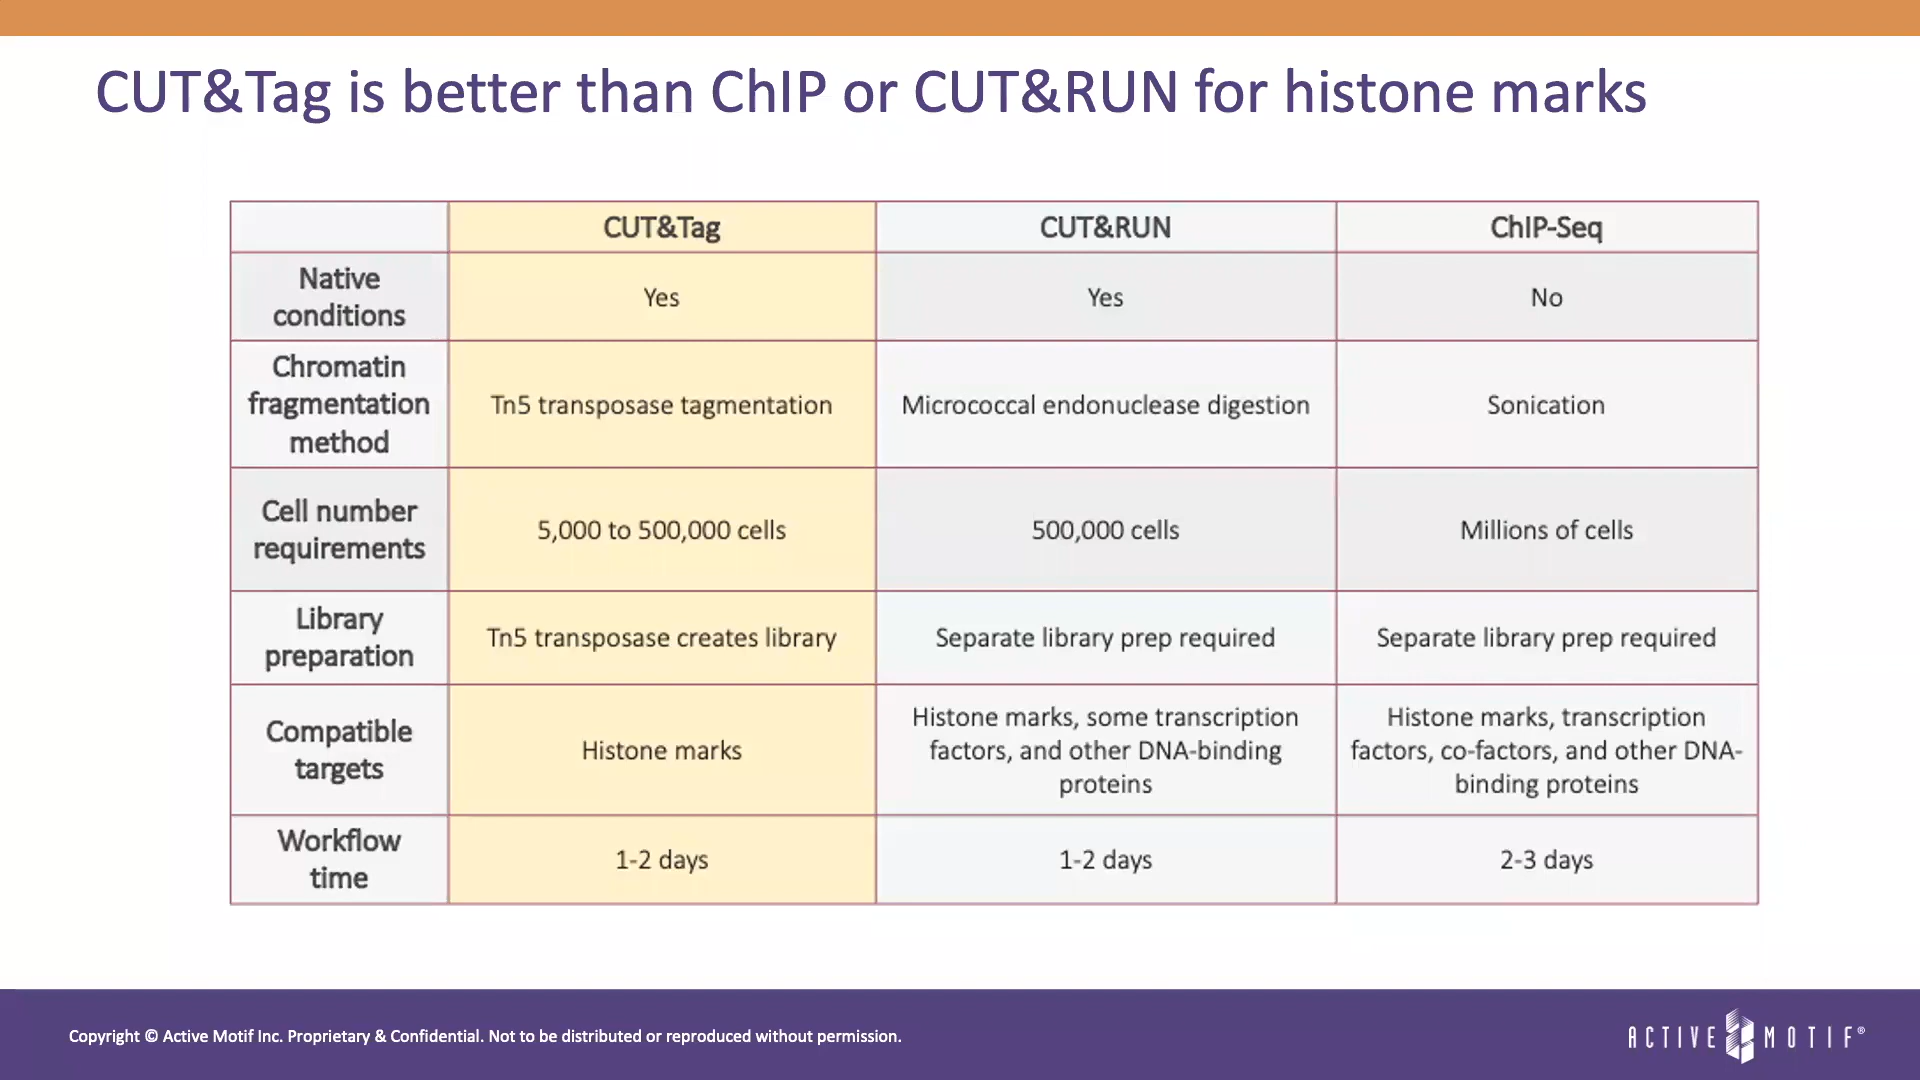 CUT&Tag is better than ChIP or CUT&RUN for histone marks
CUT&Tag
CUT&RUN
ChIP-Seq
Native
conditions
Yes
Yes
No
Chromatin
fragmentation
method
Tn5 transposase tagmentation
Micrococcal endonuclease digestion
Sonication
Cell number
requirements
5,000 to 500,000 cells
500,000 cells
Millions of cells
Library
preparation
Tn5 transposase creates library
Separate library prep required
Separate library prep required
Compatible
targets
Histone marks
Histone marks, some transcription
factors, and other DNA-binding
proteins
Histone marks, transcription
factors, co-factors, and other DNA-
binding proteins
Workflow
time
1-2 days
1-2 days
2-3 days
Copyright © Active Motif Inc. Proprietary & Confidential. Not to be distributed or reproduced without permission.
ACTIVE MOTIF®